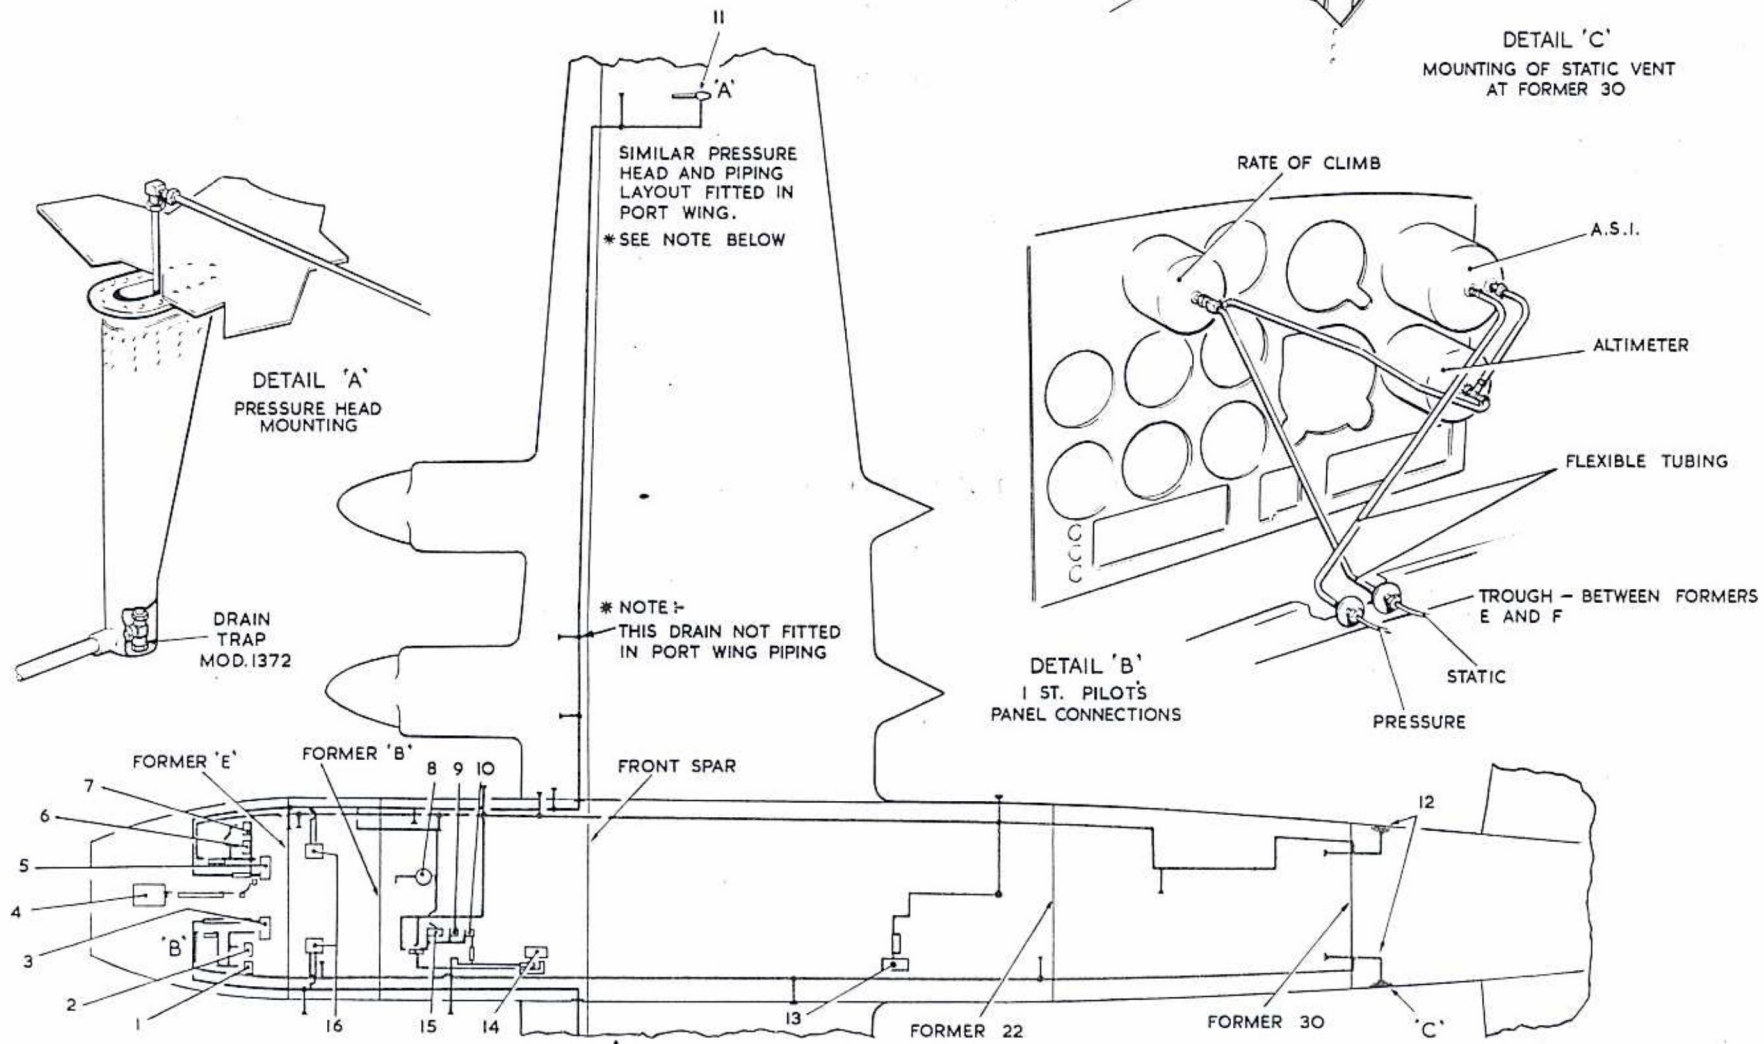 11
DETAIL 'C'
MOUNTING OF STATIC VENT
AT FORMER 30
'A'
SIMILAR PRESSURE
HEAD AND PIPING
LAYOUT FITTED IN
PORT WING.
* SEE NOTE BELOW
RATE OF CLIMB
A.S.I.
ALTIMETER
FLEXIBLE TUBING
DETAIL 'A'
PRESSURE HEAD
MOUNTING
DRAIN
TRAP
MOD.1372
* NOTE:-
THIS DRAIN NOT FITTED
IN PORT WING PIPING
TROUGH - BETWEEN FORMERS
E AND F
STATIC
PRESSURE
DETAIL 'B'
1 ST. PILOT'S
PANEL CONNECTIONS
FORMER 'E'
FORMER 'B'
8 9 10
FRONT SPAR
7
6
5
4
3
2
1
'B'
16
15
14
13
12
FORMER 22
FORMER 30
'C'